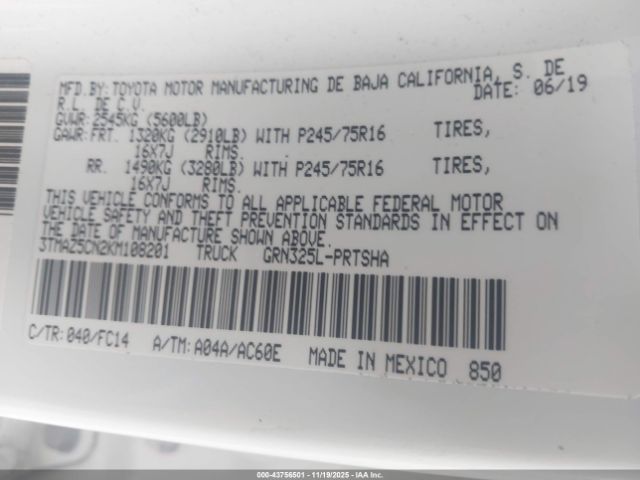 MFD.BY: TOYOTA MOTOR MANUFACTURING DE BAJA CALIFORNIA, S. DE
R.L. DE C.V. DATE: 06/19
GVWR: 2545KG (5600LB)
GAWR: FRT. 1320KG (2910LB) WITH P245/75R16 TIRES,
16X7J RIMS.
RR. 1490KG (3280LB) WITH P245/75R16 TIRES,
16X7J RIMS.
THIS VEHICLE CONFORMS TO ALL APPLICABLE FEDERAL MOTOR
VEHICLE SAFETY AND THEFT PREVENTION STANDARDS IN EFFECT ON
THE DATE OF MANUFACTURE SHOWN ABOVE.
3TMAZ5CN2KM108201 TRUCK GRN325L-PRTSHA
C/TR: 040/FC14 A/TM: A04A/AC60E MADE IN MEXICO 850
000-43756501 - 11/19/2025 - IAA Inc.